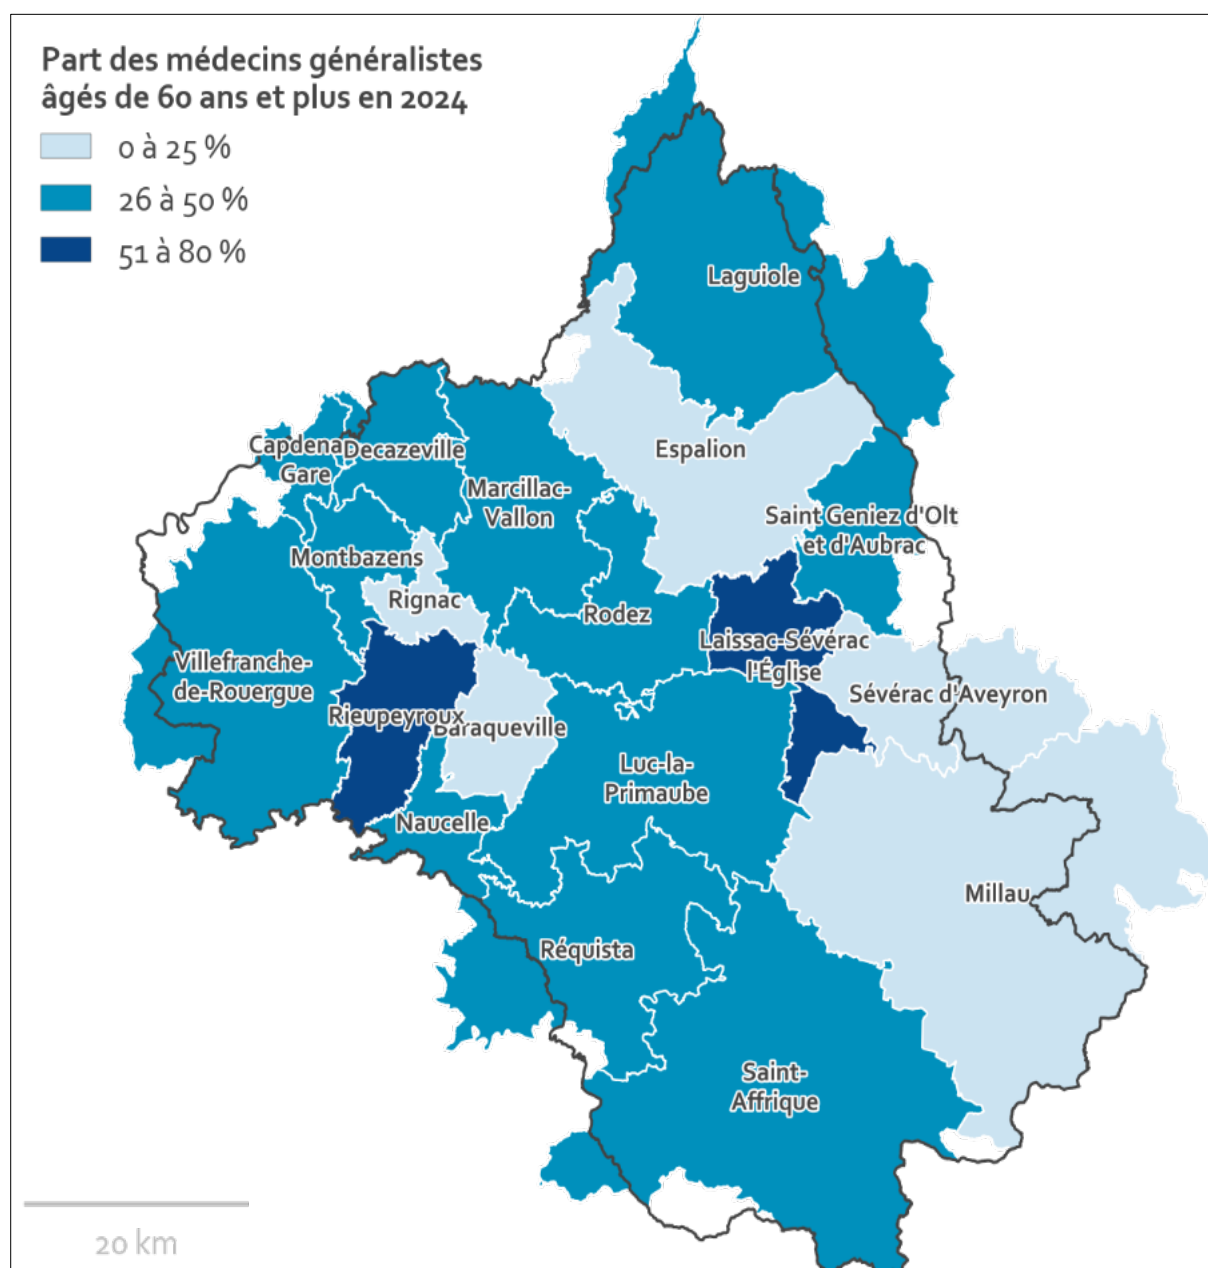 Part des médecins généralistes
âgés de 60 ans et plus en 2024
0 à 25 %
26 à 50 %
51 à 80 %
Laguiole
Espalion
Capdena
Gare
Decazeville
Marcillac-
Vallon
Saint Geniez d'Olt
et d'Aubrac
Montbazens
Rignac
Rodez
Laissac-Sévérac
l'Église
Villefranche-
de-Rouergue
Sévérac d'Aveyron
Rieupeyroux
Baraqueville
Luc-la-
Primaube
Naucelle
Millau
Réquista
Saint-
Affrique
20 km